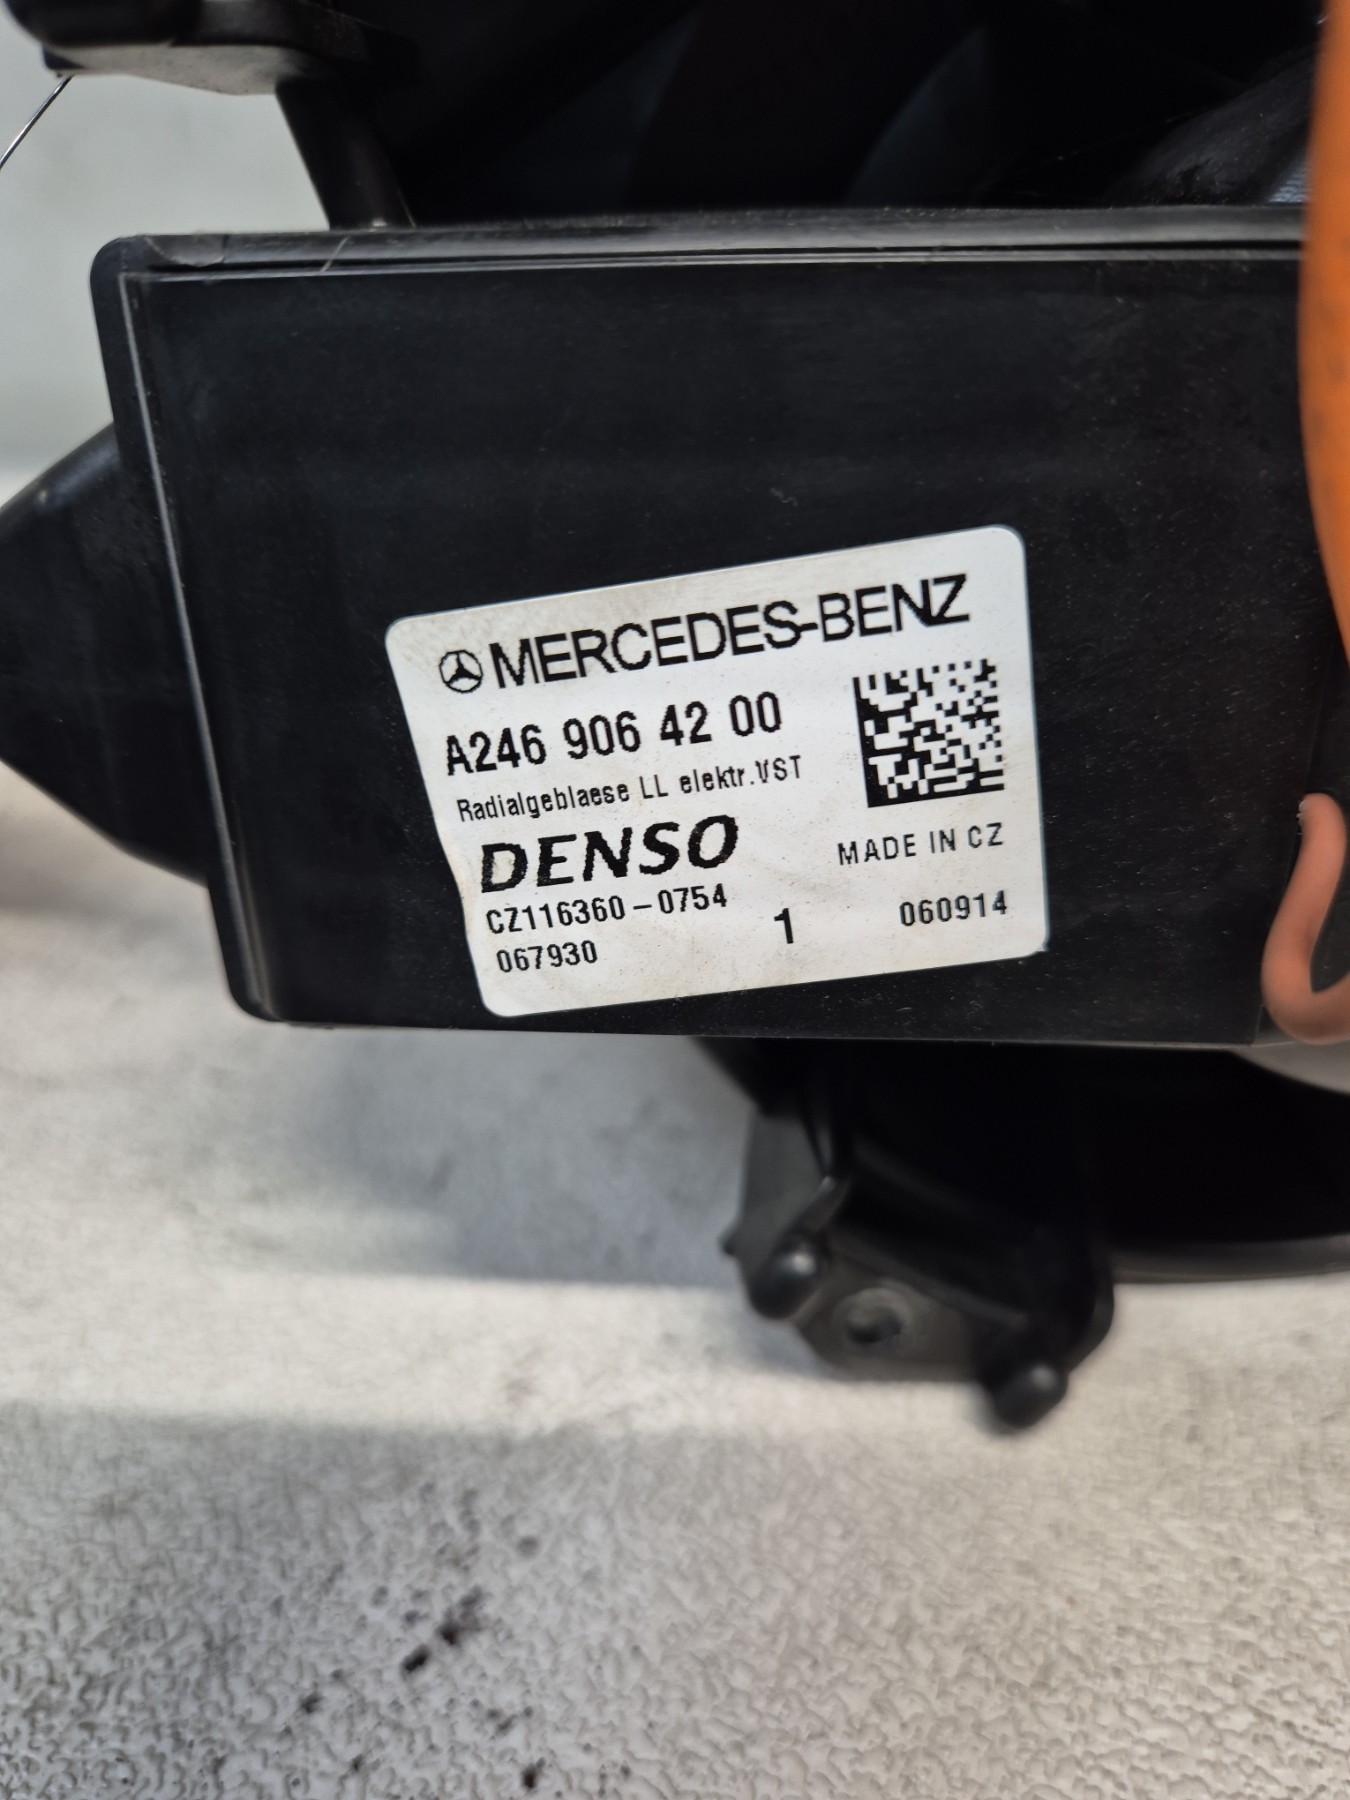 MERCEDES-BENZ
A246 906 42 00
Radialgeblaese LL elektr.VST
DENSO
MADE IN CZ
CZ116360-0754
067930
1
060914